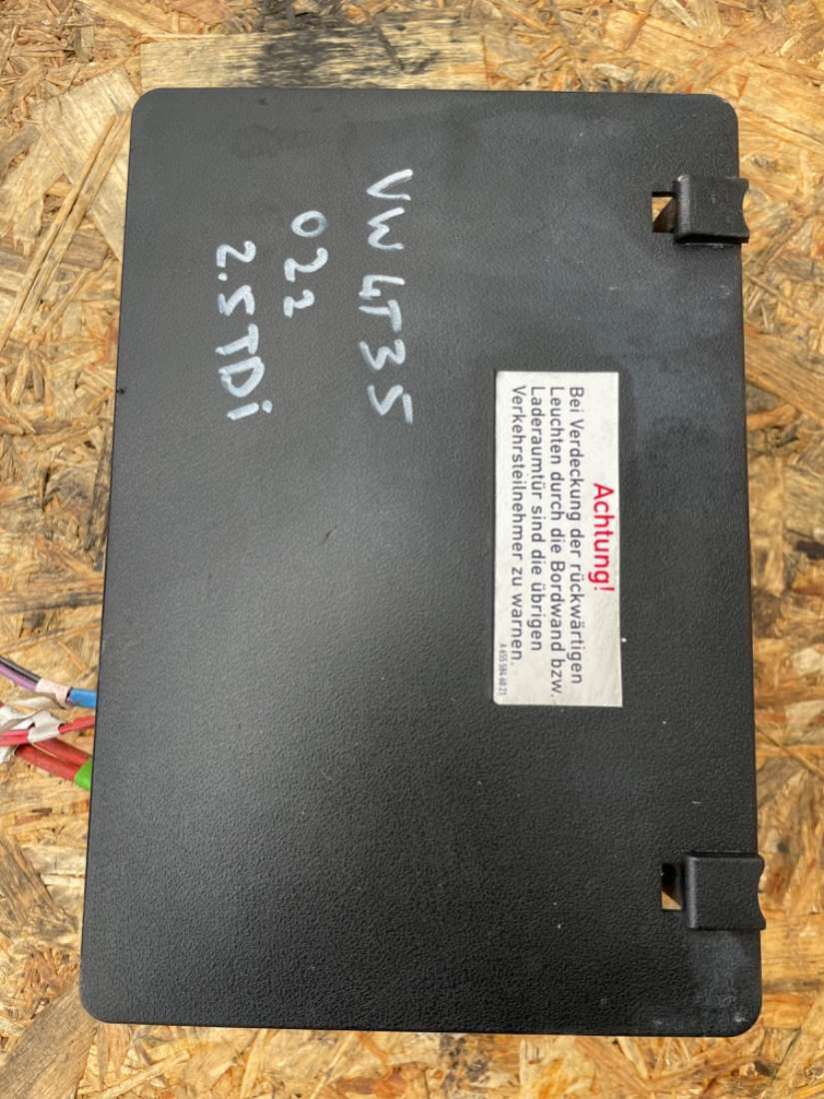 VW LT35
022
2.5TDi
Achtung!
Bei Verdeckung der rückwärtigen
Leuchten durch die Bordwand bzw.
Laderaumtür sind die übrigen
Verkehrsteilnehmer zu warnen.